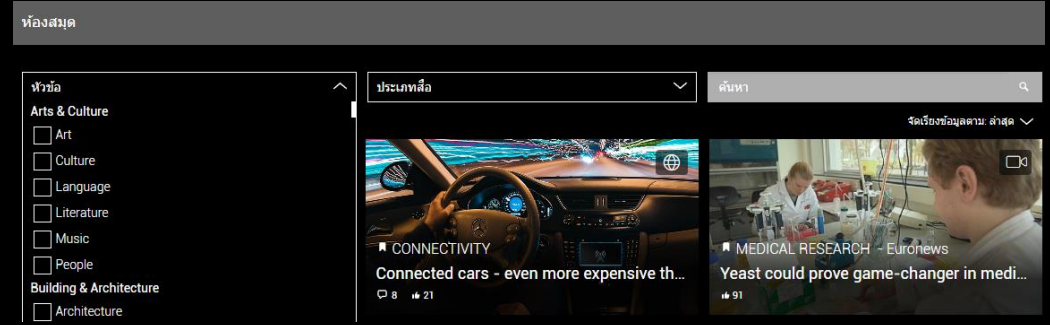 ห้องสมุด
หัวข้อ
Arts & Culture
Art
Culture
Language
Literature
Music
People
Building & Architecture
Architecture
ประเภทสื่อ
ค้นหา
จัดเรียงข้อมูลตาม: ล่าสุด
CONNECTIVITY
Connected cars - even more expensive th...
8 21
MEDICAL RESEARCH - Euronews
Yeast could prove game-changer in medi...
91